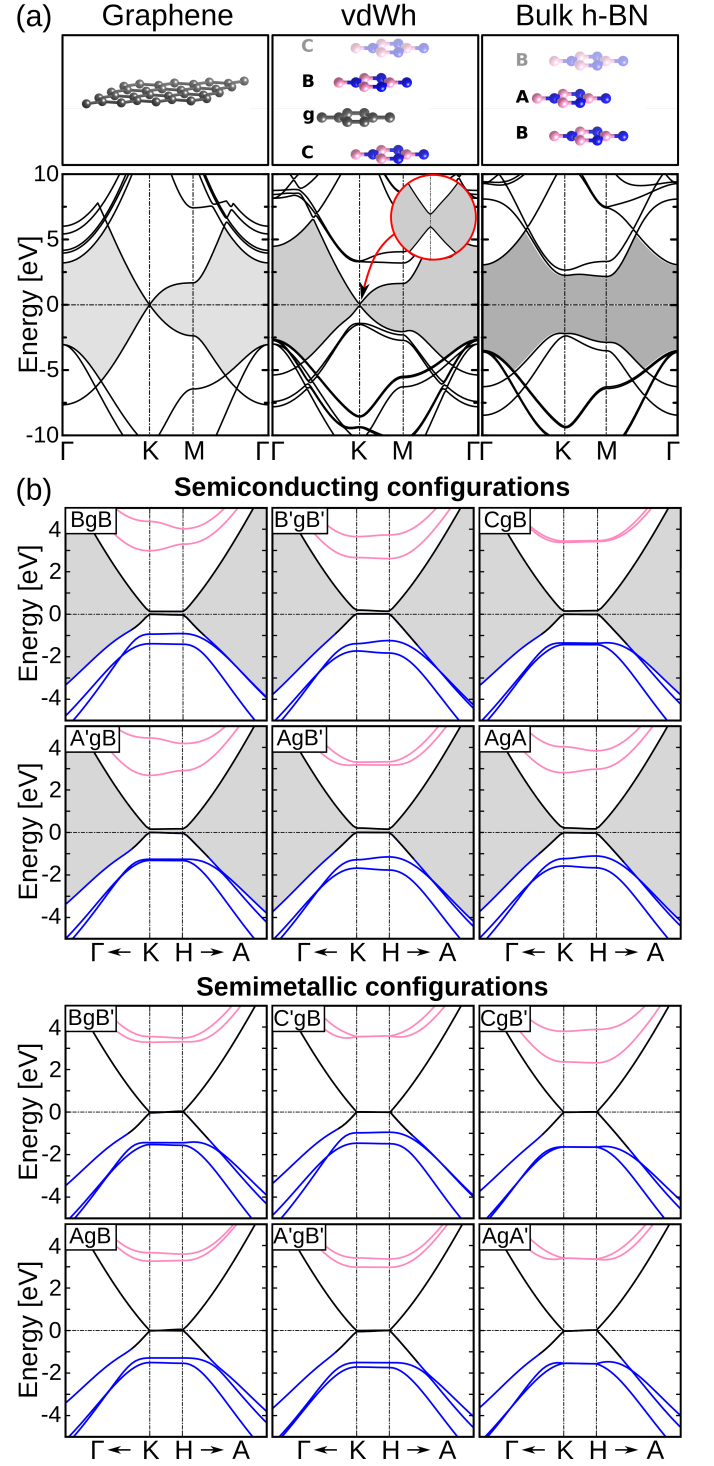 (a) Graphene vdWh Bulk h-BN
C
B
g
C
B
A
B
Energy [eV]
10
5
0
-5
-10
Γ K M Γ Γ K M Γ Γ K M Γ
(b) Semiconducting configurations
BgB B'gB' CgB
Energy [eV]
4
2
0
-2
-4
A'gB AgB' AgA
Energy [eV]
4
2
0
-2
-4
Γ ← K H → A Γ ← K H → A Γ ← K H → A
Semimetallic configurations
BgB' C'gB CgB'
Energy [eV]
4
2
0
-2
-4
AgB A'gB' AgA'
Energy [eV]
4
2
0
-2
-4
Γ ← K H → A Γ ← K H → A Γ ← K H → A